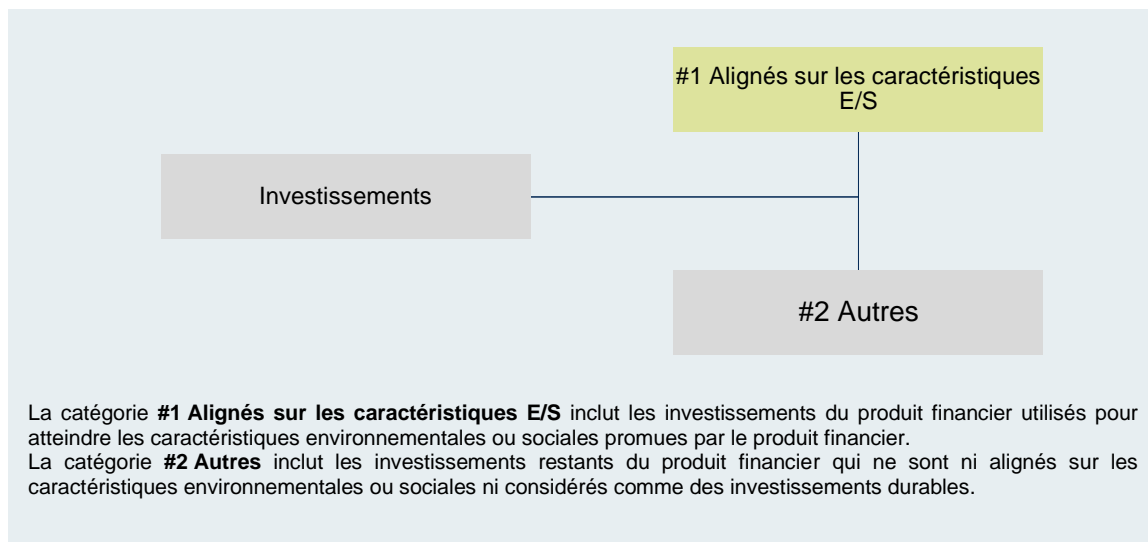 #1 Alignés sur les caractéristiques
E/S
Investissements
#2 Autres
La catégorie #1 Alignés sur les caractéristiques E/S inclut les investissements du produit financier utilisés pour
atteindre les caractéristiques environnementales ou sociales promues par le produit financier.
La catégorie #2 Autres inclut les investissements restants du produit financier qui ne sont ni alignés sur les
caractéristiques environnementales ou sociales ni considérés comme des investissements durables.